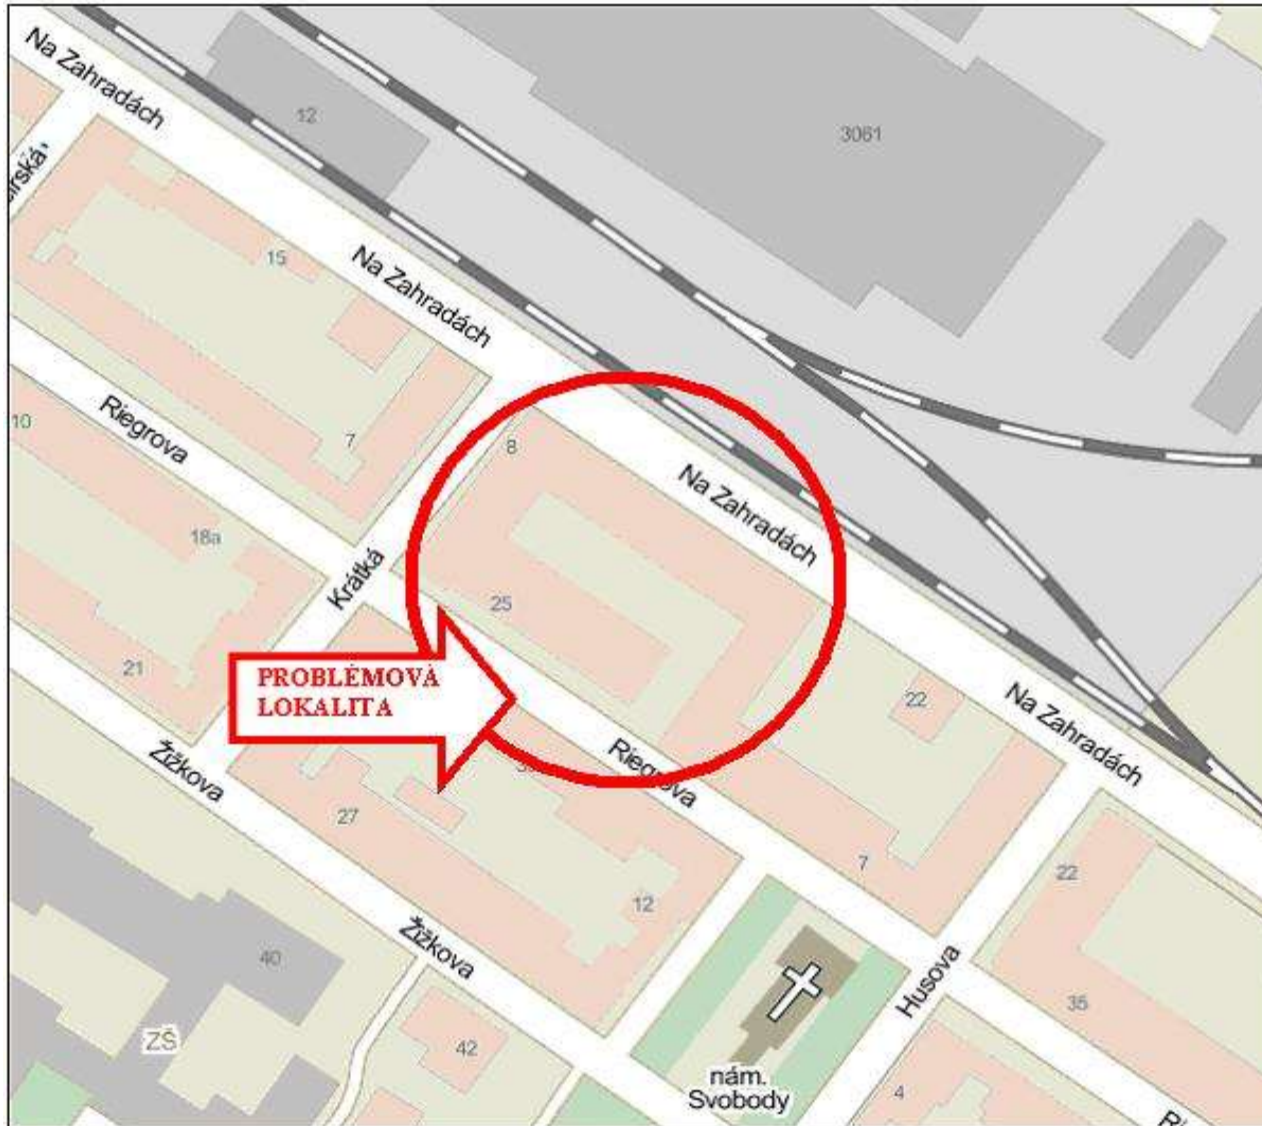 Na Zahradách
12
3061
15
Na Zahradách
Riegrova
10
7
8
18a
Krátká
Na Zahradách
25
21
PROBLÉMOVÁ
LOKALITA
22
Na Zahradách
Žižkova
Riegrova
27
7
22
12
Žižkova
40
Husova
35
ZŠ
42
nám.
Svobody
4